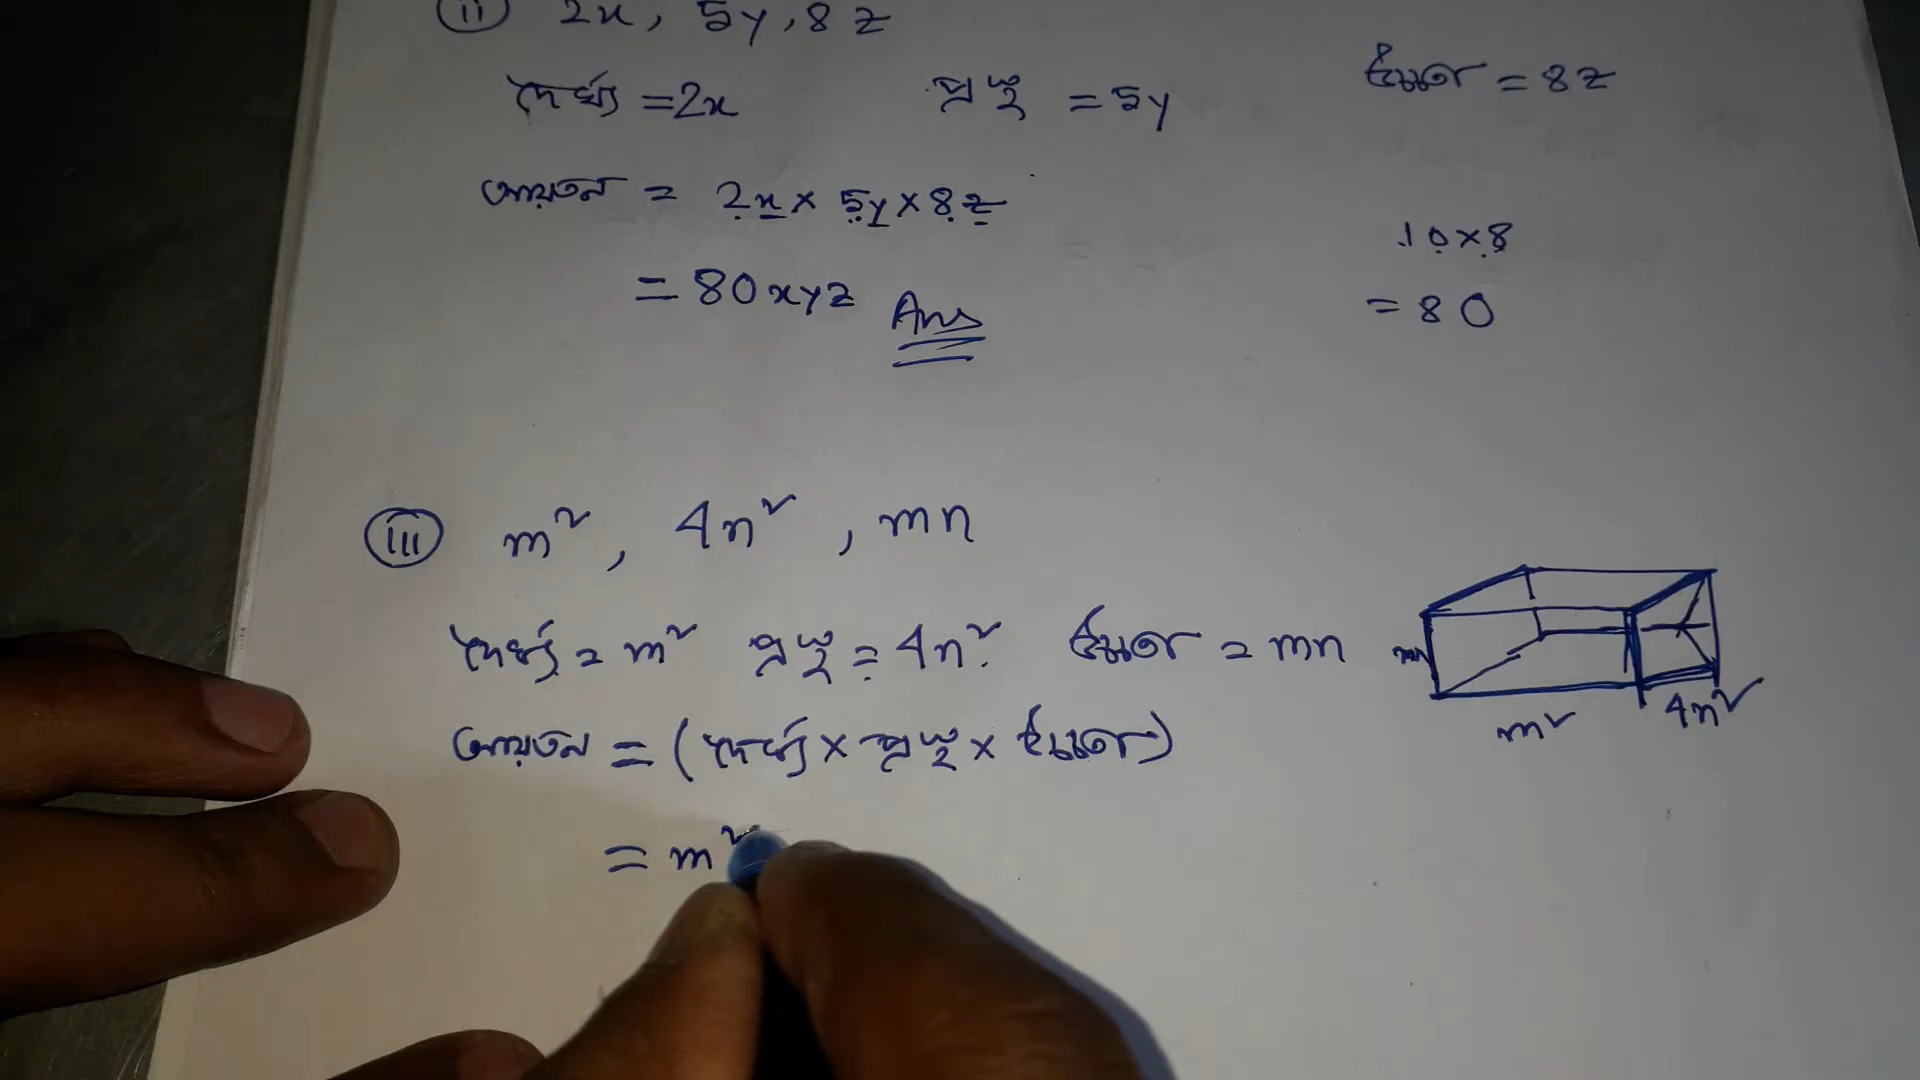 (ii) 2x, 5y, 8z
দৈর্ঘ্য = 2x প্রস্থ = 5y উচ্চতা = 8z
আয়তন = 2x × 5y × 8z
= 80xyz Ans
10 × 8
= 80
(iii) m², 4n², mn
দৈর্ঘ্য = m² প্রস্থ = 4n² উচ্চতা = mn
mn
m² 4n²
আয়তন = (দৈর্ঘ্য × প্রস্থ × উচ্চতা)
= m²